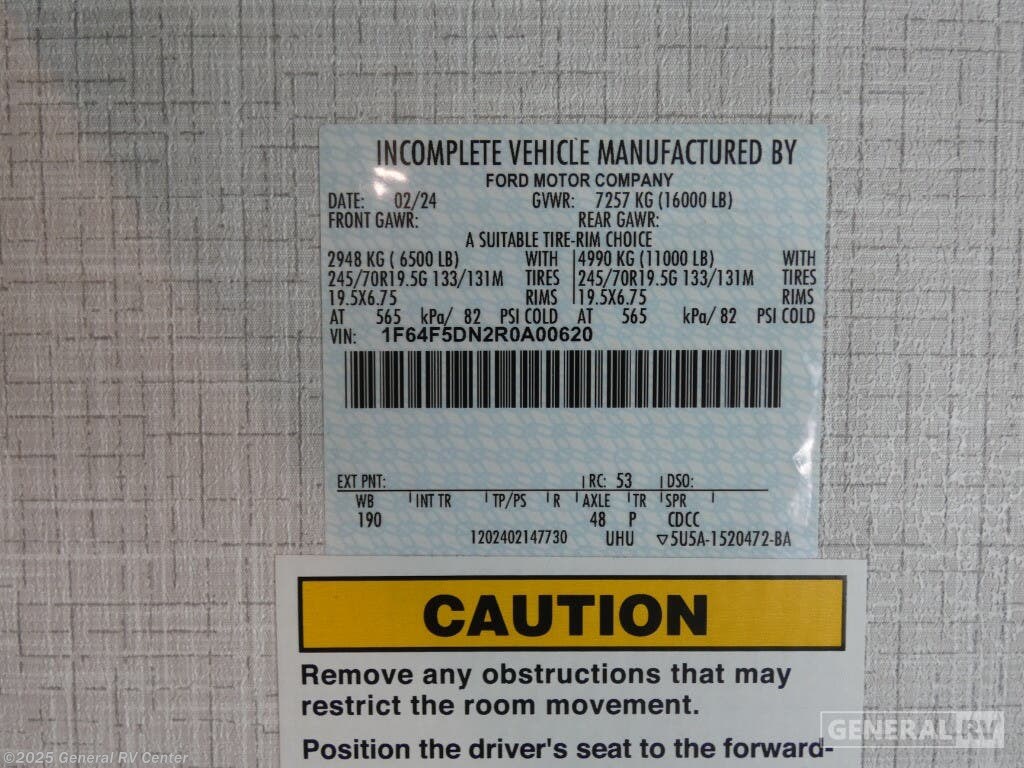 INCOMPLETE VEHICLE MANUFACTURED BY
FORD MOTOR COMPANY
DATE: 02/24 GVWR: 7257 KG (16000 LB)
FRONT GAWR: REAR GAWR:
A SUITABLE TIRE-RIM CHOICE
2948 KG ( 6500 LB) WITH 4990 KG (11000 LB) WITH
245/70R19.5G 133/131M TIRES 245/70R19.5G 133/131M TIRES
19.5X6.75 RIMS 19.5X6.75 RIMS
AT 565 kPa/ 82 PSI COLD AT 565 kPa/ 82 PSI COLD
VIN: 1F64F5DN2R0A00620
EXT PNT: RC: 53 DSO:
WB INT TR TP/PS R AXLE TR SPR
190 48 P CDCC
1202402147730 UHU ▽5U5A-1520472-BA
CAUTION
Remove any obstructions that may
restrict the room movement.
Position the driver's seat to the forward-
GENERAL RV
©2025 General RV Center